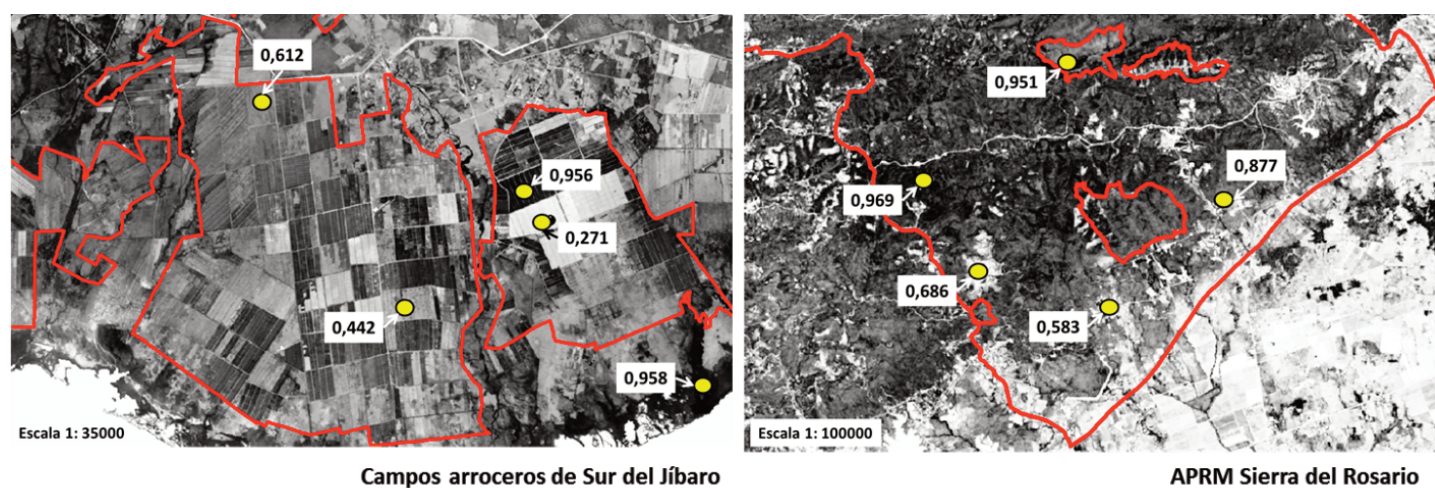 0,612
0,956
0,271
0,442
0,958
Escala 1: 35000
Campos arroceros de Sur del Jíbaro
0,951
0,877
0,969
0,686
0,583
Escala 1: 100000
APRM Sierra del Rosario